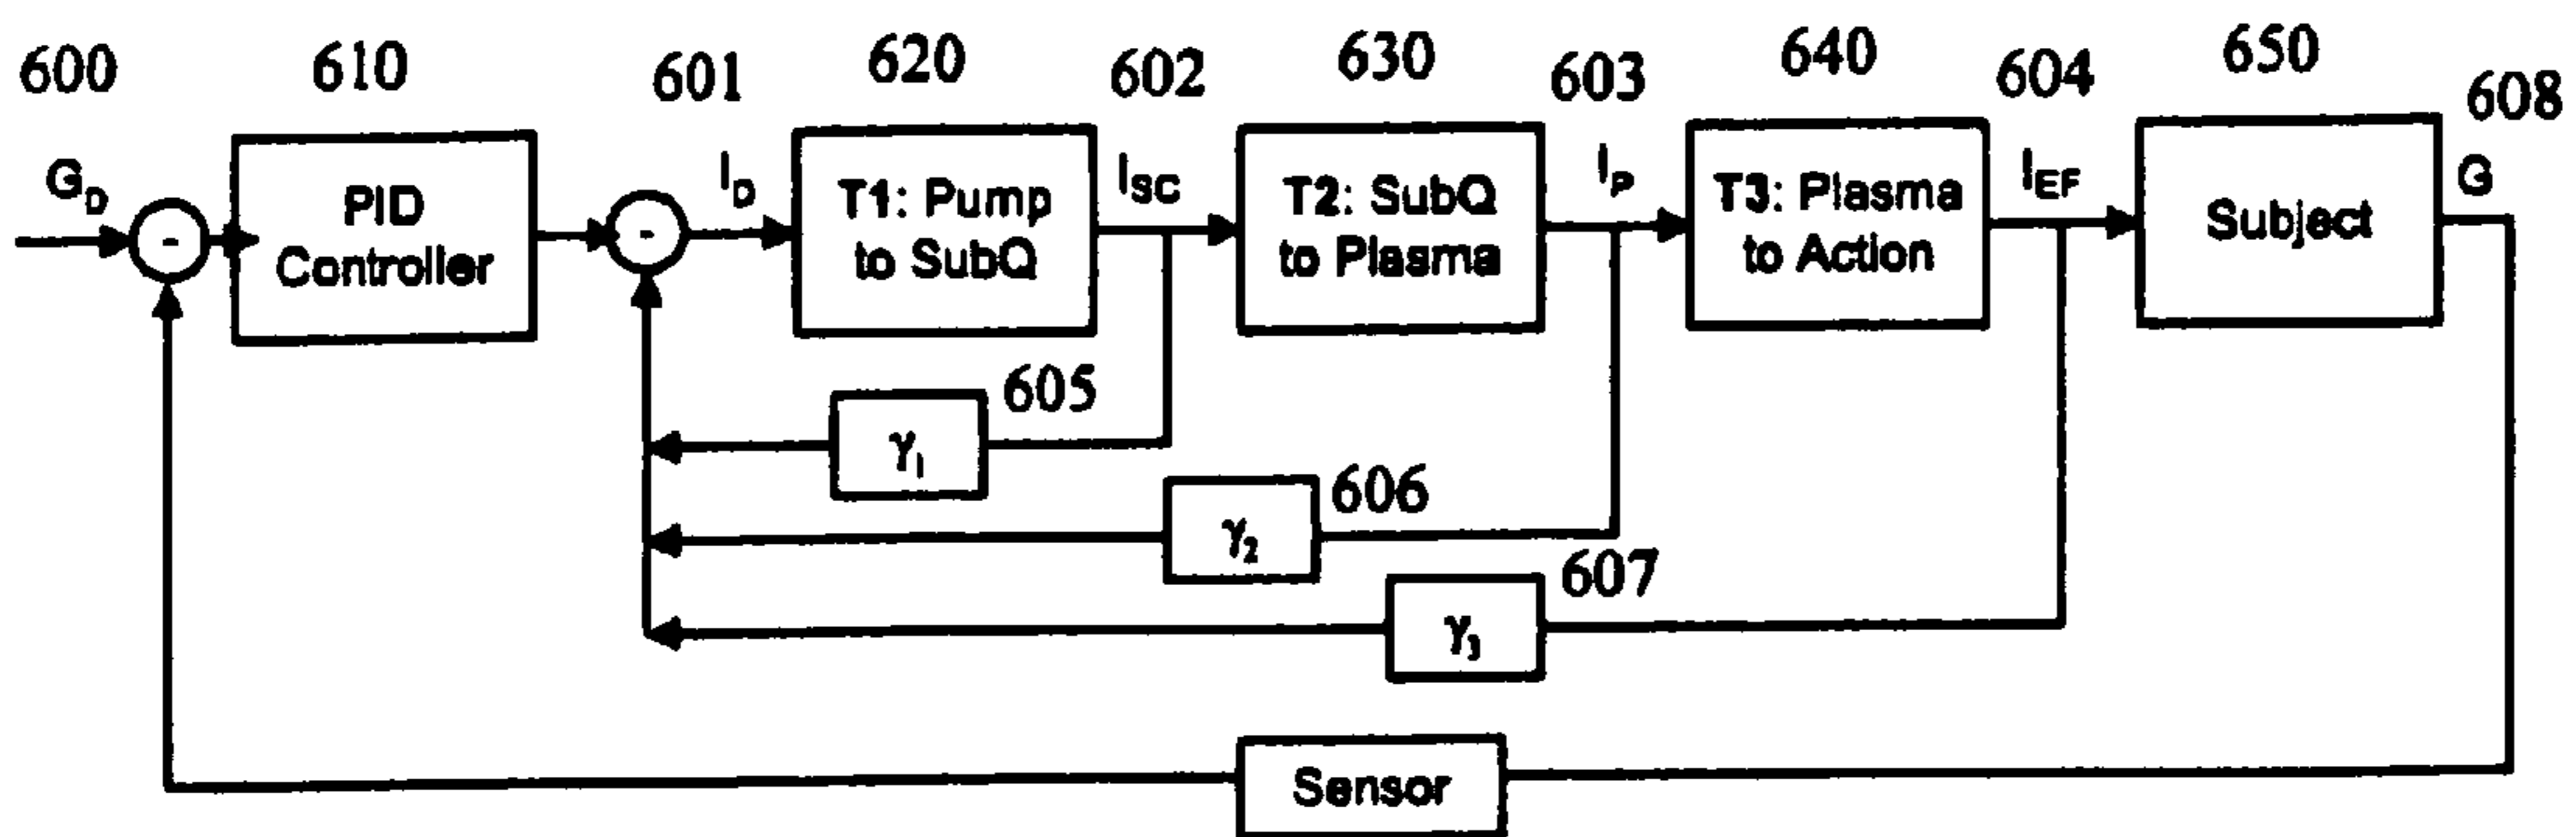 600 610 601 620 602 630 603 640 604 650 608
G_D PID Controller I_D T1: Pump to SubQ I_SC T2: SubQ to Plasma I_P T3: Plasma to Action I_EF Subject G
- -
γ₁ 605
γ₂ 606
γ₃ 607
Sensor